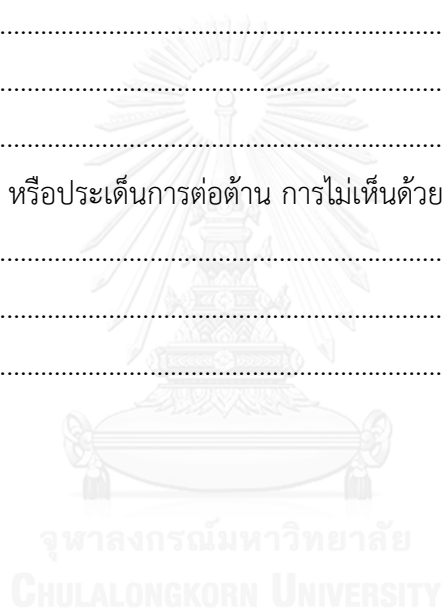 ................................................................
................................................................
................................................................
หรือประเด็นการต่อต้าน การไม่เห็นด้วย
................................................................
................................................................
................................................................
จุฬาลงกรณ์มหาวิทยาลัย
CHULALONGKORN UNIVERSITY